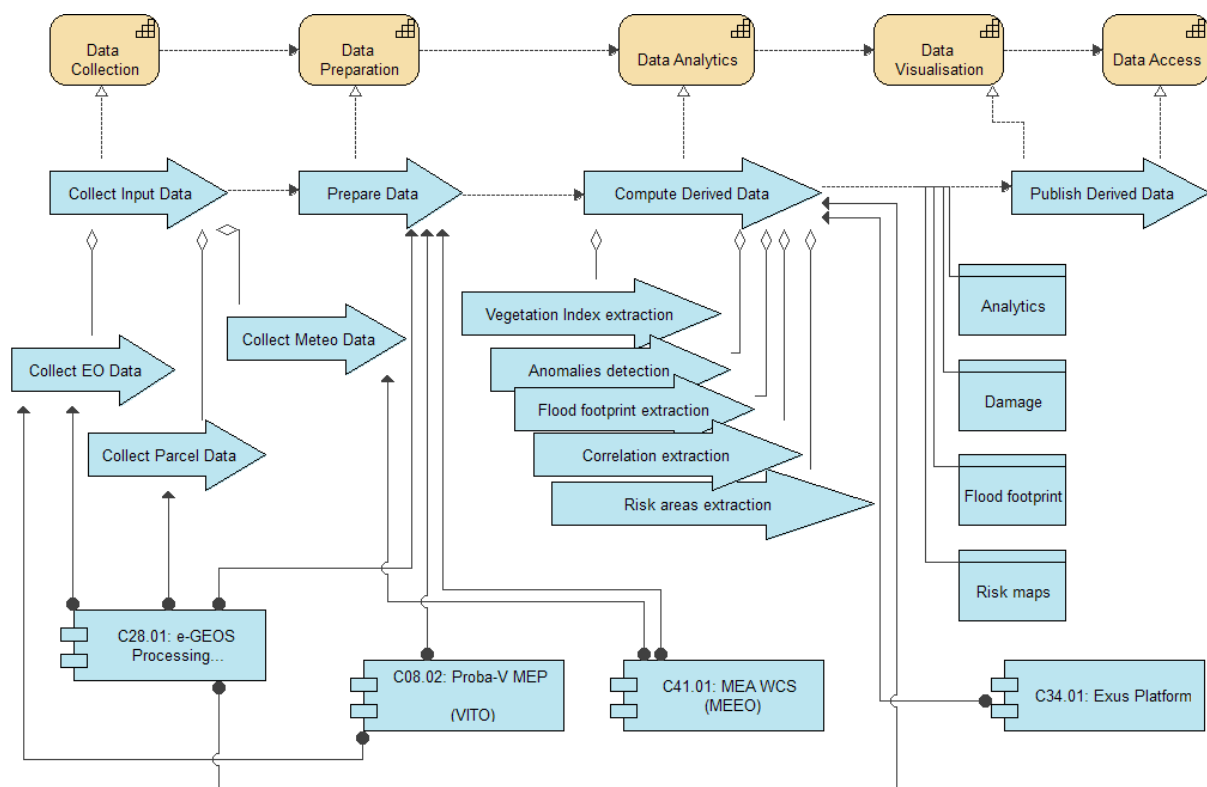 Data
Collection
Data
Preparation
Data Analytics
Data
Visualisation
Data Access
Collect Input Data
Prepare Data
Compute Derived Data
Publish Derived Data
Analytics
Vegetation Index extraction
Collect Meteo Data
Collect EO Data
Anomalies detection
Damage
Flood footprint extraction
Collect Parcel Data
Correlation extraction
Flood footprint
Risk areas extraction
Risk maps
C28.01: e-GEOS
Processing...
C08.02: Proba-V MEP
(VITO)
C41.01: MEA WCS
(MEEO)
C34.01: Exus Platform